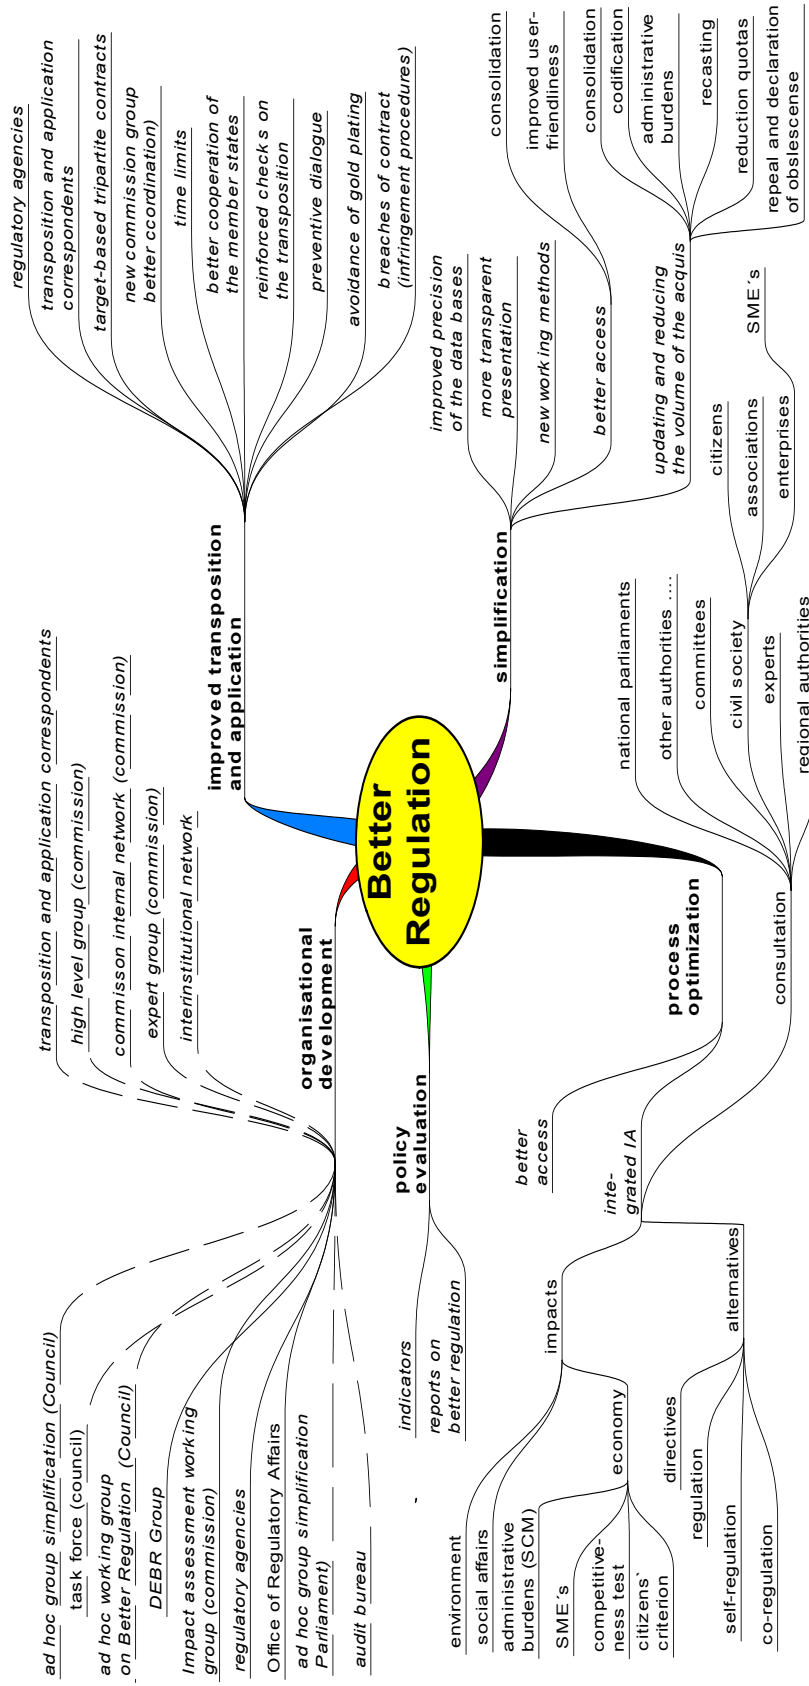 Better
Regulation
improved transposition
and application
regulatory agencies
transposition and application
correspondents
target-based tripartite contracts
new commission group
better ccordination)
time limits
better cooperation of
the member states
reinforced checks on
the transposition
preventive dialogue
avoidance of gold plating
breaches of contract
(infringement procedures)
simplification
improved precision
of the data bases
more transparent
presentation
new working methods
better access
consolidation
improved user-
friendliness
updating and reducing
the volume of the acquis
consolidation
codification
administrative
burdens
recasting
reduction quotas
repeal and declaration
of obslescense
process
optimization
better
access
inte-
grated IA
consultation
national parliaments
other authorities ....
committees
civil society
citizens
associations
enterprises
SME´s
experts
regional authorities
impacts
environment
social affairs
economy
administrative
burdens (SCM)
SME´s
competitive-
ness test
citizens`
criterion
alternatives
directives
regulation
self-regulation
co-regulation
policy
evaluation
indicators
reports on
better regulation
organisational
development
transposition and application correspondents
high level group (commission)
commisson internal network (commission)
expert group (commission)
interinstitutional network
ad hoc group simplification (Council)
task force (council)
ad hoc working group
on Better Regulation (Council)
DEBR Group
Impact assessment working
group (commission)
regulatory agencies
Office of Regulatory Affairs
ad hoc group simplification
Parliament)
audit bureau
-